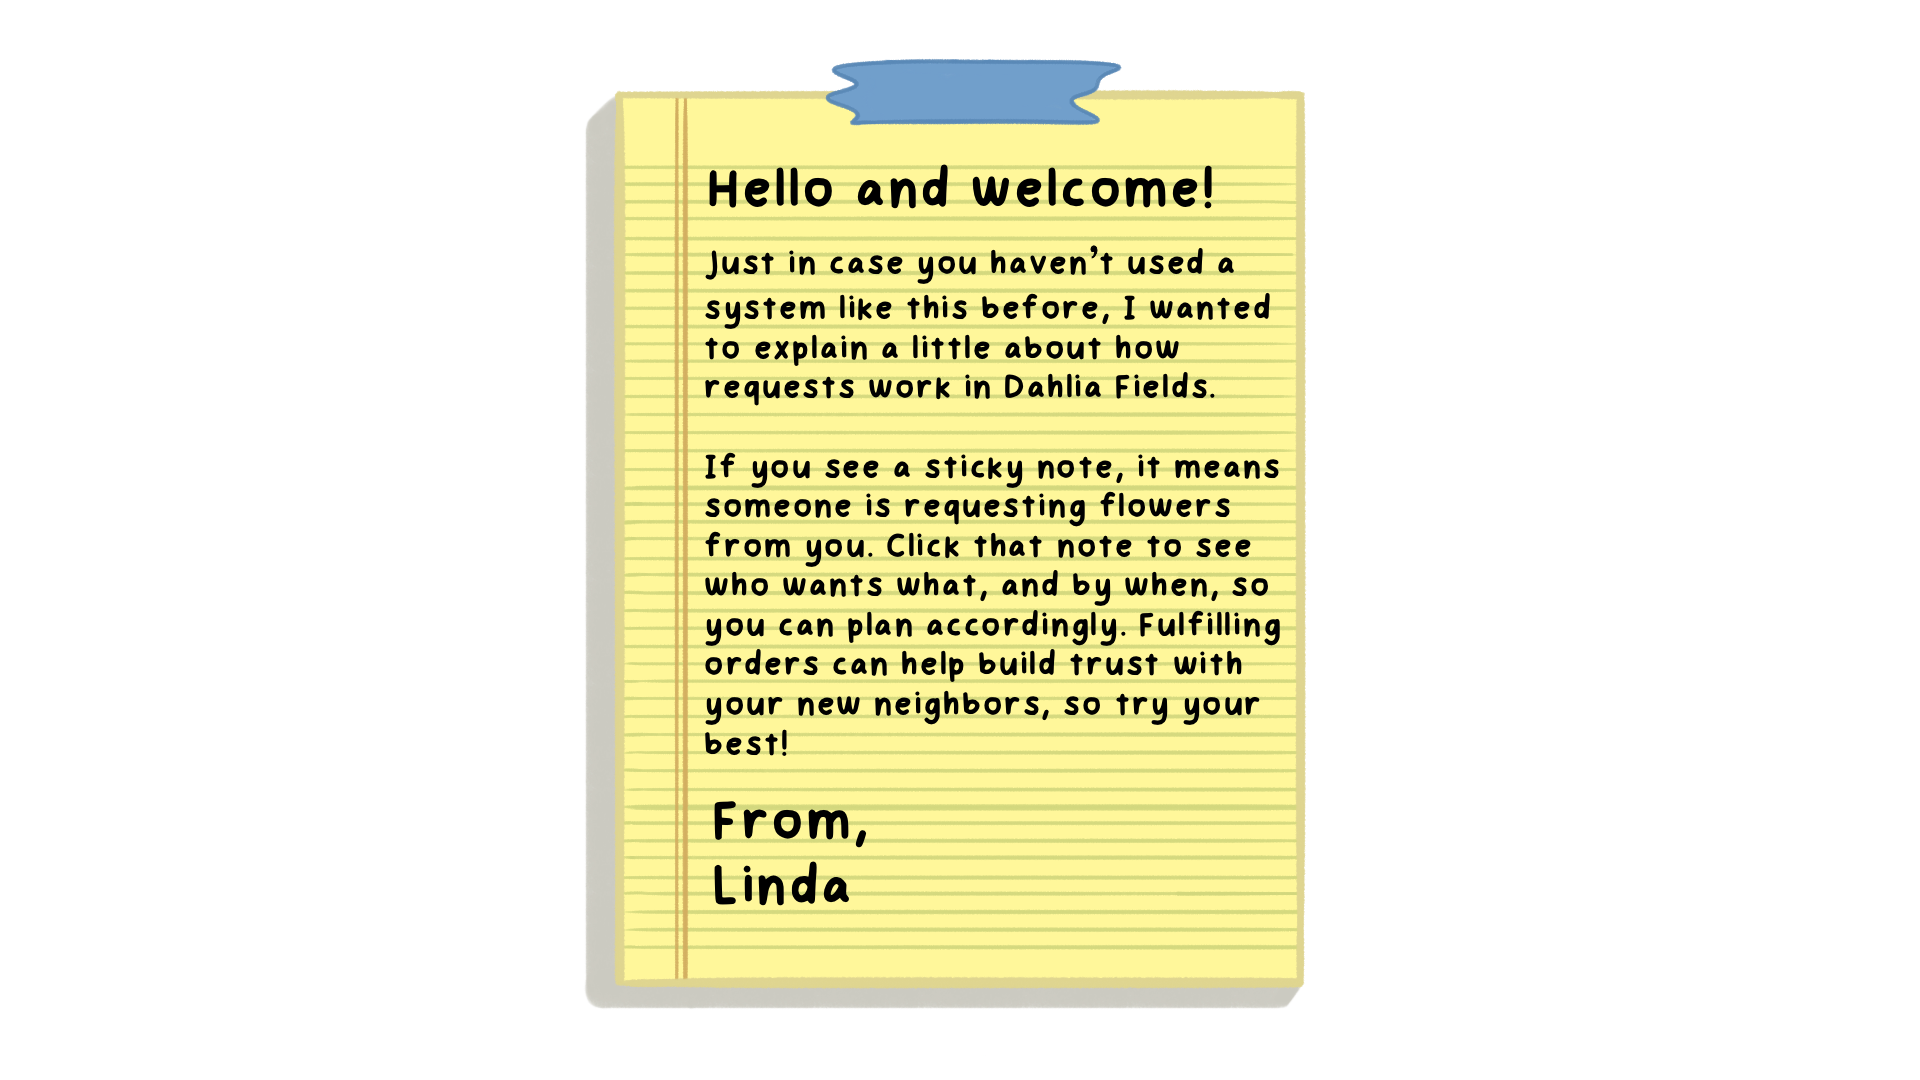 Hello and welcome!
Just in case you haven't used a
system like this before, I wanted
to explain a little about how
requests work in Dahlia Fields.
If you see a sticky note, it means
someone is requesting flowers
from you. Click that note to see
who wants what, and by when, so
you can plan accordingly. Fulfilling
orders can help build trust with
your new neighbors, so try your
best!
From,
Linda